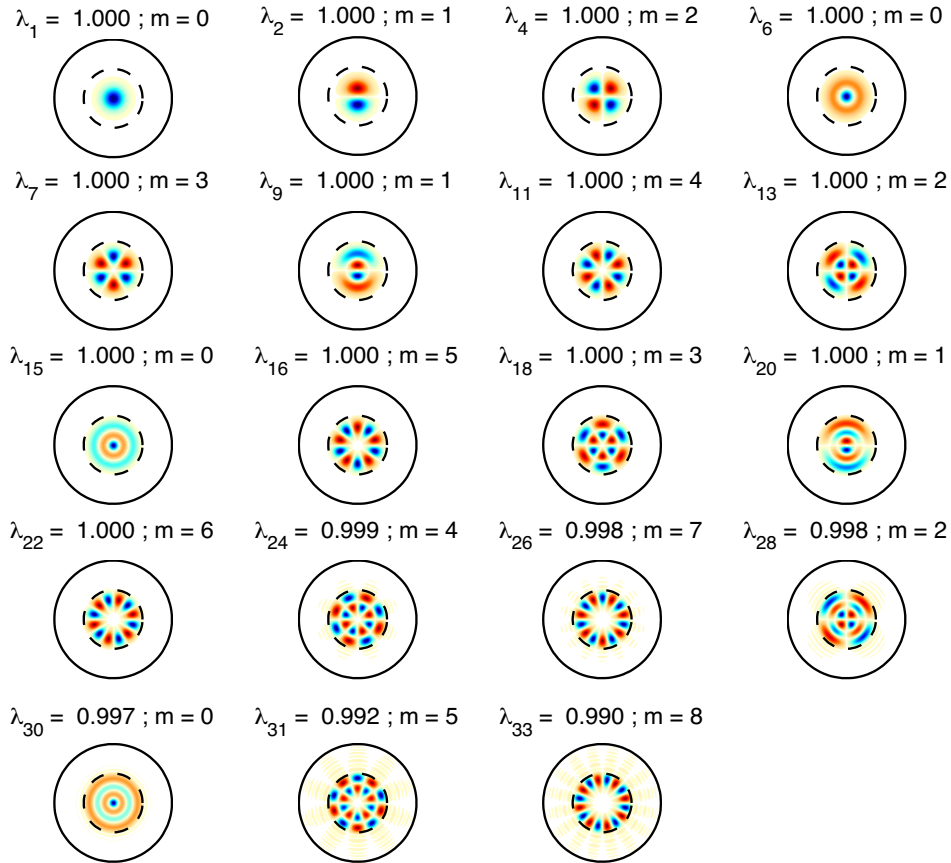 λ1 = 1.000 ; m = 0
λ2 = 1.000 ; m = 1
λ4 = 1.000 ; m = 2
λ6 = 1.000 ; m = 0
λ7 = 1.000 ; m = 3
λ9 = 1.000 ; m = 1
λ11 = 1.000 ; m = 4
λ13 = 1.000 ; m = 2
λ15 = 1.000 ; m = 0
λ16 = 1.000 ; m = 5
λ18 = 1.000 ; m = 3
λ20 = 1.000 ; m = 1
λ22 = 1.000 ; m = 6
λ24 = 0.999 ; m = 4
λ26 = 0.998 ; m = 7
λ28 = 0.998 ; m = 2
λ30 = 0.997 ; m = 0
λ31 = 0.992 ; m = 5
λ33 = 0.990 ; m = 8